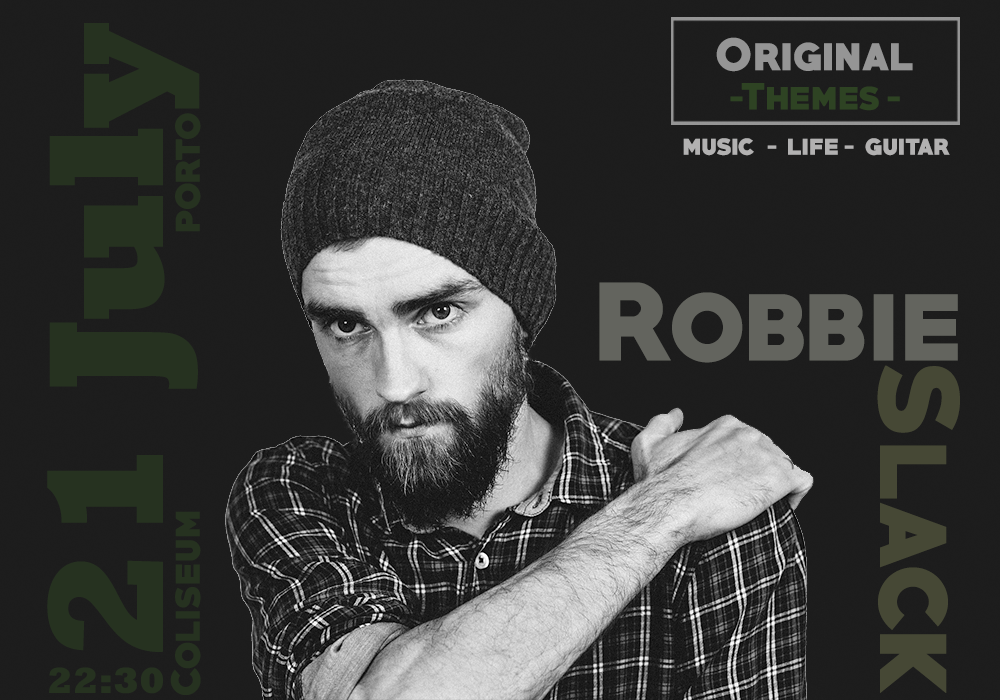 21 July
PORTO
COLISEUM
22:30
ORIGINAL
-THEMES -
MUSIC - LIFE - GUITAR
ROBBIE
SLACK